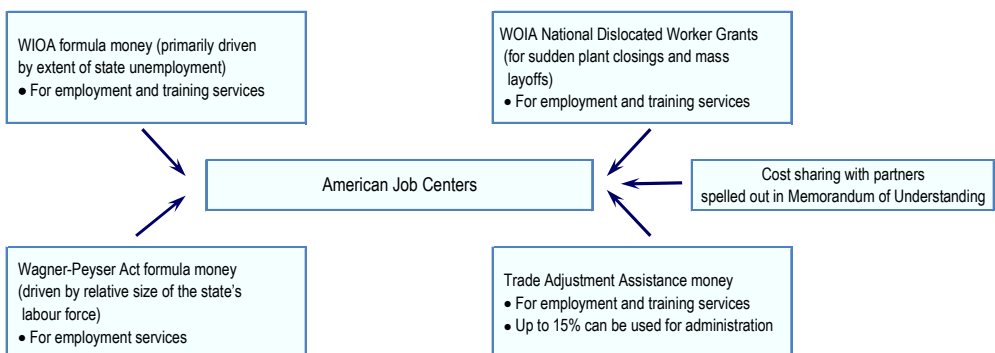 WIOA formula money (primarily driven
by extent of state unemployment)
● For employment and training services
WOIA National Dislocated Worker Grants
(for sudden plant closings and mass
layoffs)
● For employment and training services
American Job Centers
Cost sharing with partners
spelled out in Memorandum of Understanding
Wagner-Peyser Act formula money
(driven by relative size of the state's
labour force)
● For employment services
Trade Adjustment Assistance money
● For employment and training services
● Up to 15% can be used for administration